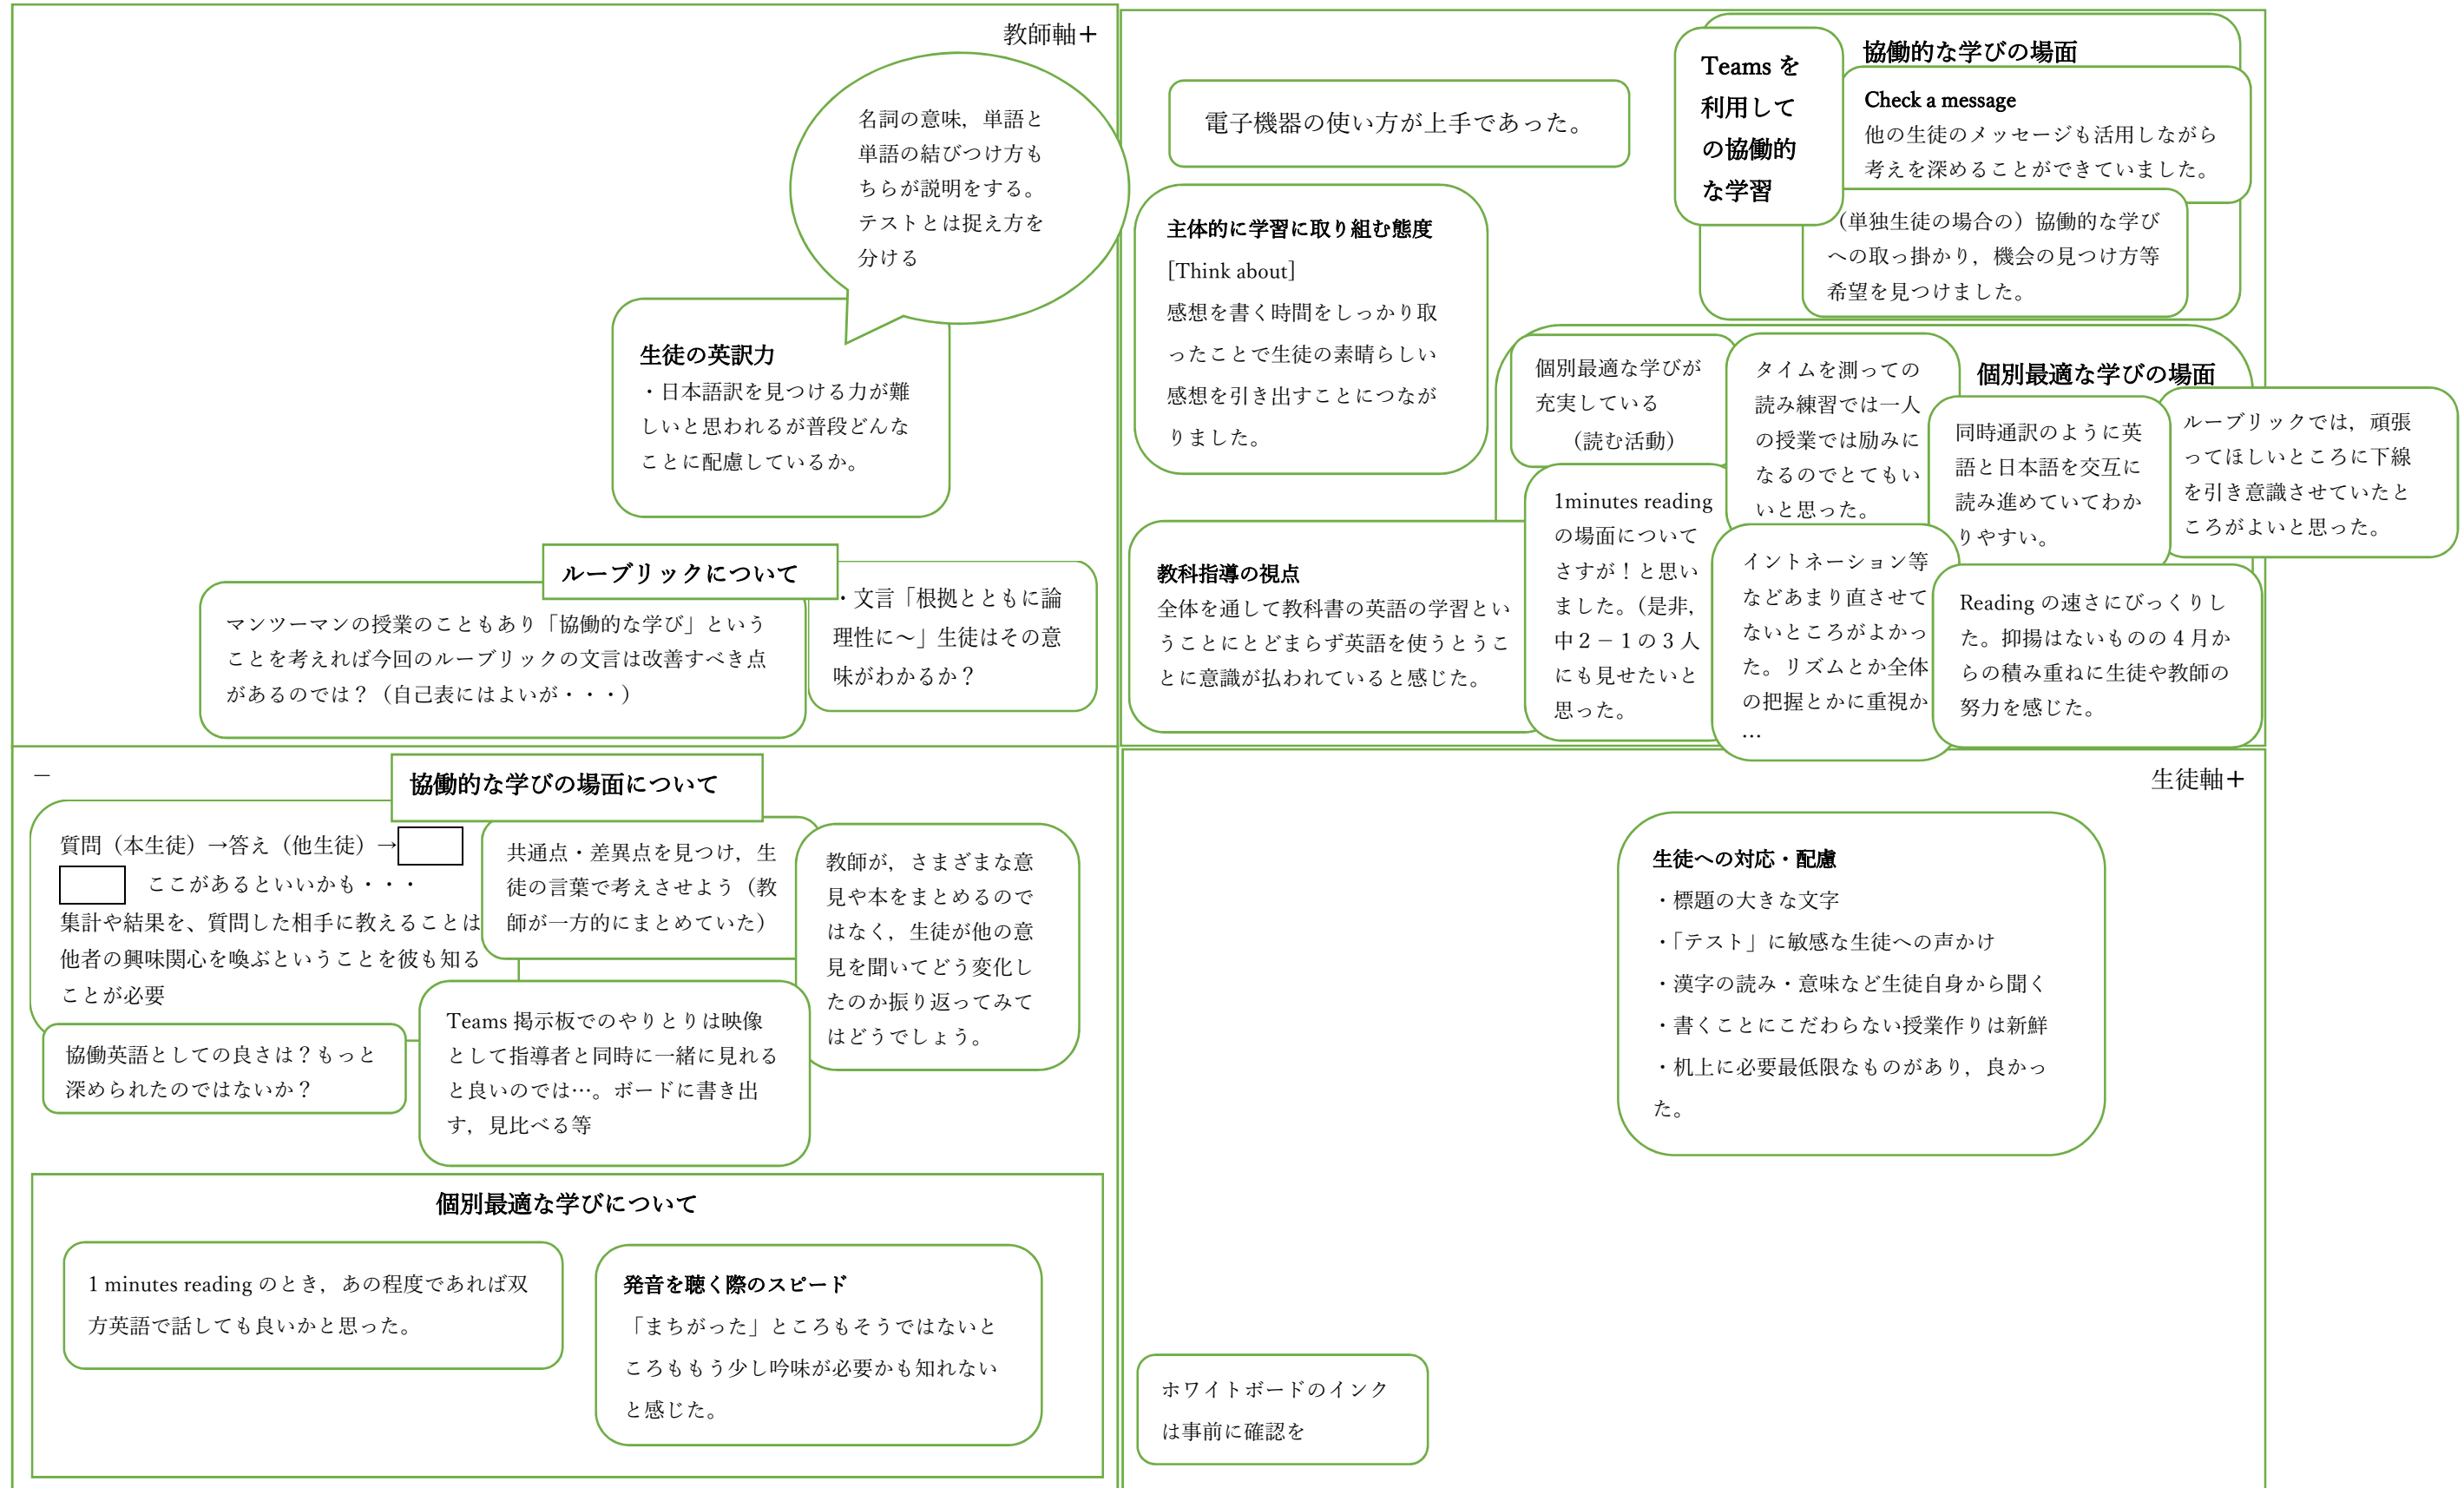 教師軸＋
名詞の意味，単語と
単語の結びつけ方も
ちらが説明をする。
テストとは捉え方を
分ける
生徒の英訳力
・日本語訳を見つける力が難
しいと思われるが普段どんな
ことに配慮しているか。
ルーブリックについて
マンツーマンの授業のこともあり「協働的な学び」という
ことを考えれば今回のルーブリックの文言は改善すべき点
があるのでは？（自己表にはよいが・・・）
・文言「根拠とともに論
理性に～」生徒はその意
味がわかるか？
電子機器の使い方が上手であった。
Teams を
利用して
の協働的
な学習
協働的な学びの場面
Check a message
他の生徒のメッセージも活用しながら
考えを深めることができていました。
（単独生徒の場合の）協働的な学び
への取っ掛かり，機会の見つけ方等
希望を見つけました。
主体的に学習に取り組む態度
[Think about]
感想を書く時間をしっかり取
ったことで生徒の素晴らしい
感想を引き出すことにつなが
りました。
個別最適な学びの場面
個別最適な学びが
充実している
（読む活動）
タイムを測っての
読み練習では一人
の授業では励みに
なるのでとてもい
いと思った。
同時通訳のように英
語と日本語を交互に
読み進めていてわか
りやすい。
ルーブリックでは，頑張
ってほしいところに下線
を引き意識させていたと
ころがよいと思った。
教科指導の視点
全体を通して教科書の英語の学習とい
うことにとどまらず英語を使うとうこ
とに意識が払われていると感じた。
1minutes reading
の場面について
さすが！と思い
ました。（是非，
中２－１の３人
にも見せたいと
思った。
イントネーション等
などあまり直させて
ないところがよかっ
た。リズムとか全体
の把握とかに重視か
…
Reading の速さにびっくりし
た。抑揚はないものの 4 月か
らの積み重ねに生徒や教師の
努力を感じた。
－
協働的な学びの場面について
質問（本生徒）→答え（他生徒）→
ここがあるといいかも・・・
集計や結果を、質問した相手に教えることは
他者の興味関心を喚ぶということを彼も知る
ことが必要
共通点・差異点を見つけ，生
徒の言葉で考えさせよう（教
師が一方的にまとめていた）
教師が，さまざまな意
見や本をまとめるので
はなく，生徒が他の意
見を聞いてどう変化し
たのか振り返ってみて
はどうでしょう。
協働英語としての良さは？もっと
深められたのではないか？
Teams 掲示板でのやりとりは映像
として指導者と同時に一緒に見れる
と良いのでは…。ボードに書き出
す，見比べる等
個別最適な学びについて
1 minutes reading のとき，あの程度であれば双
方英語で話しても良いかと思った。
発音を聴く際のスピード
「まちがった」ところもそうではないと
ころももう少し吟味が必要かも知れない
と感じた。
生徒軸＋
生徒への対応・配慮
・標題の大きな文字
・「テスト」に敏感な生徒への声かけ
・漢字の読み・意味など生徒自身から聞く
・書くことにこだわらない授業作りは新鮮
・机上に必要最低限なものがあり，良かっ
た。
ホワイトボードのインク
は事前に確認を